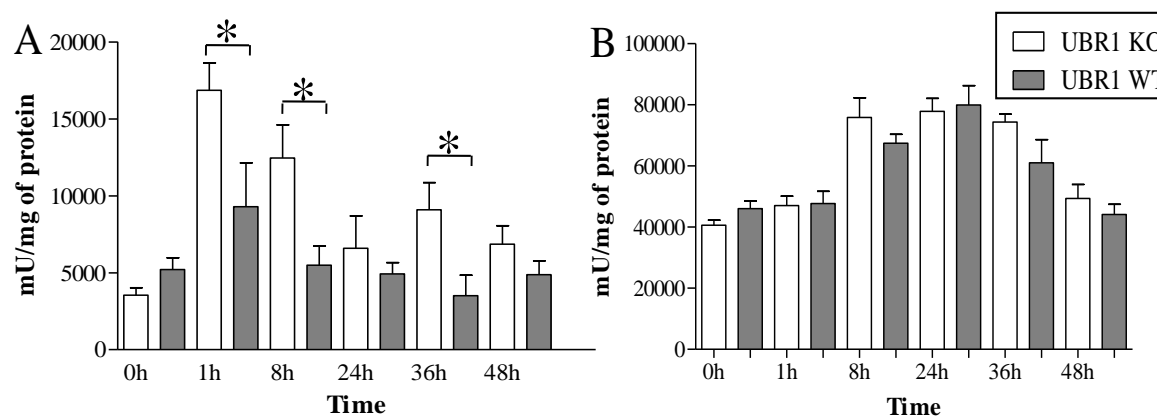 A
mU/mg of protein
20000
15000
10000
5000
0
*
*
*
0h 1h 8h 24h 36h 48h
Time
B
mU/mg of protein
100000
80000
60000
40000
20000
0
UBR1 KO
UBR1 WT
0h 1h 8h 24h 36h 48h
Time